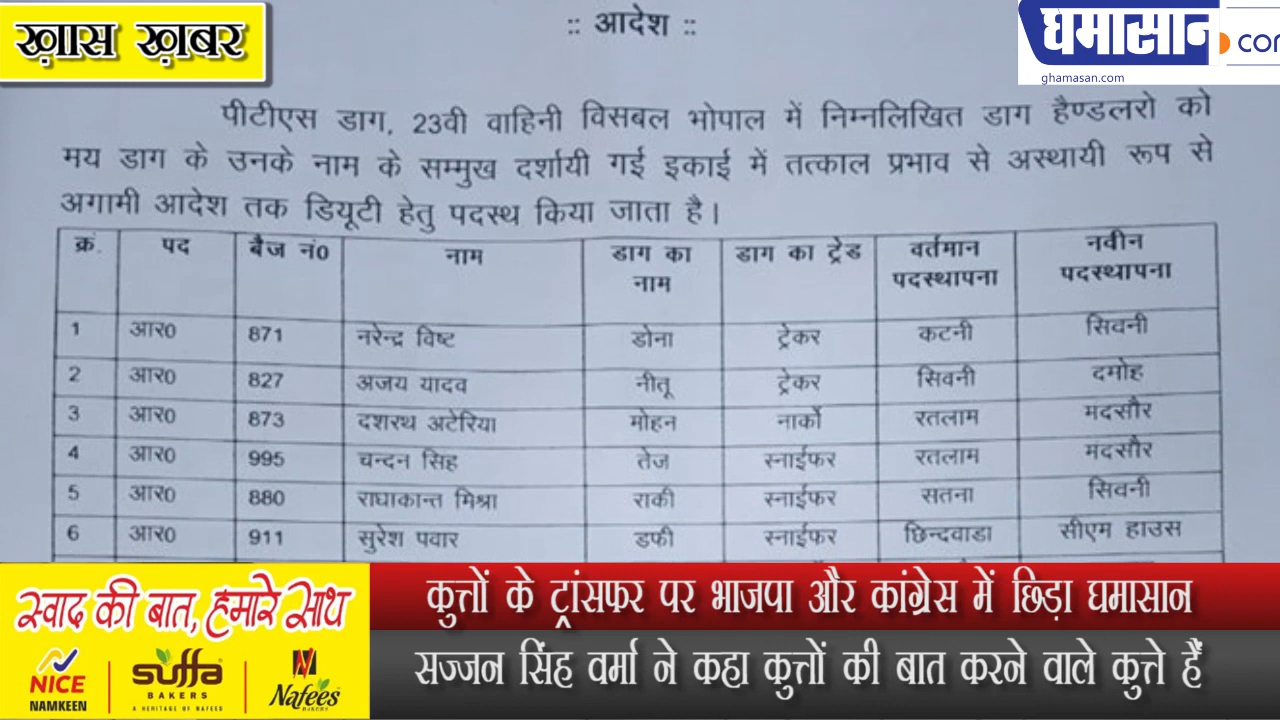 ख़ास ख़बर
:: आदेश ::
घमासान.com
ghamasan.com
पीटीएस डाग, 23वी वाहिनी विसबल भोपाल में निम्नलिखित डाग हैण्डलरो को
मय डाग के उनके नाम के सम्मुख दर्शायी गई इकाई में तत्काल प्रभाव से अस्थायी रूप से
अगामी आदेश तक डियूटी हेतु पदस्थ किया जाता है।
क्र. पद बैज नं0 नाम डाग का नाम डाग का ट्रेड वर्तमान पदस्थापना नवीन पदस्थापना
1 आर0 871 नरेन्द्र विष्ट डोना ट्रेकर कटनी सिवनी
2 आर0 827 अजय यादव नीतू ट्रेकर सिवनी दमोह
3 आर0 873 दशरथ अटेरिया मोहन नार्को रतलाम मदसौर
4 आर0 995 चन्दन सिह तेज स्नाईफर रतलाम मंदसौर
5 आर0 880 राघाकान्त मिश्रा राकी स्नाईफर सतना सिवनी
6 आर0 911 सुरेश पवार डफी स्नाईफर छिन्दवाडा सीएम हाउस
स्वाद की बात, हमारे साथ
NICE NAMKEEN
Suffa BAKERS A HERITAGE OF NAFEES
Nafees BAKERS
कुत्तों के ट्रांसफर पर भाजपा और कांग्रेस में छिड़ा घमासान
सज्जन सिंह वर्मा ने कहा कुत्तों की बात करने वाले कुत्ते हैं